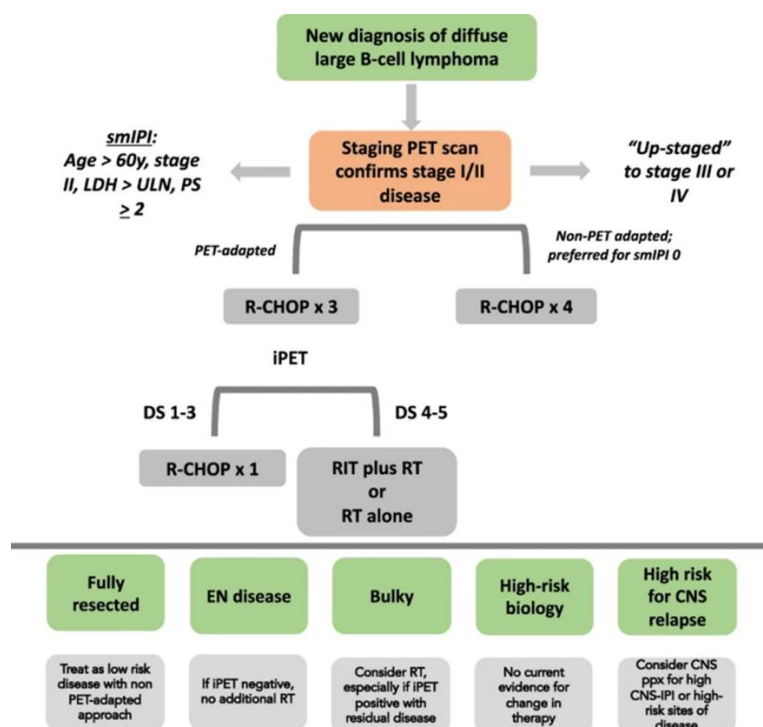 New diagnosis of diffuse
large B-cell lymphoma
smIPI:
Age > 60y, stage
II, LDH > ULN, PS
≥ 2
Staging PET scan
confirms stage I/II
disease
"Up-staged"
to stage III or
IV
PET-adapted
Non-PET adapted;
preferred for smIPI 0
R-CHOP x 3
R-CHOP x 4
iPET
DS 1-3
DS 4-5
R-CHOP x 1
RIT plus RT
or
RT alone
Fully
resected
EN disease
Bulky
High-risk
biology
High risk
for CNS
relapse
Treat as low risk
disease with non
PET-adapted
approach
If iPET negative,
no additional RT
Consider RT,
especially if iPET
positive with
residual disease
No current
evidence for
change in
therapy
Consider CNS
ppx for high
CNS-IPI or high-
risk sites of
disease